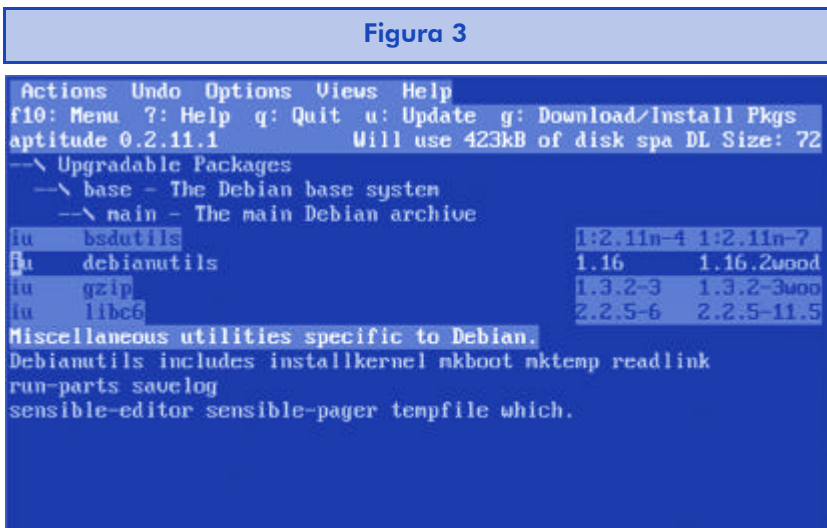 Figura 3
Actions Undo Options Views Help
f10: Menu ?: Help q: Quit u: Update g: Download/Install Pkgs
aptitude 0.2.11.1 Will use 423kB of disk spa DL Size: 72
--\ Upgradable Packages
--\ base - The Debian base system
--\ main - The main Debian archive
iu bsdutils 1:2.11n-4 1:2.11n-7
iu debianutils 1.16 1.16.2wood
iu gzip 1.3.2-3 1.3.2-3woo
iu libc6 2.2.5-6 2.2.5-11.5
Miscellaneous utilities specific to Debian.
Debianutils includes installkernel mkboot mktemp readlink
run-parts savelog
sensible-editor sensible-pager tempfile which.